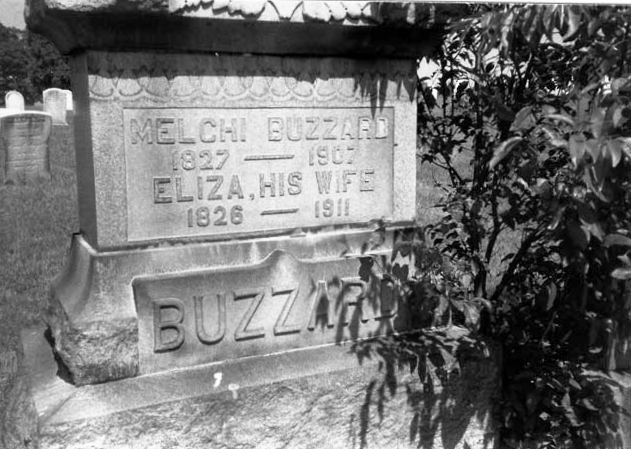 MELCHI BUZZARD
1827 — 1907
ELIZA, HIS WIFE
1826 — 1911
BUZZARD